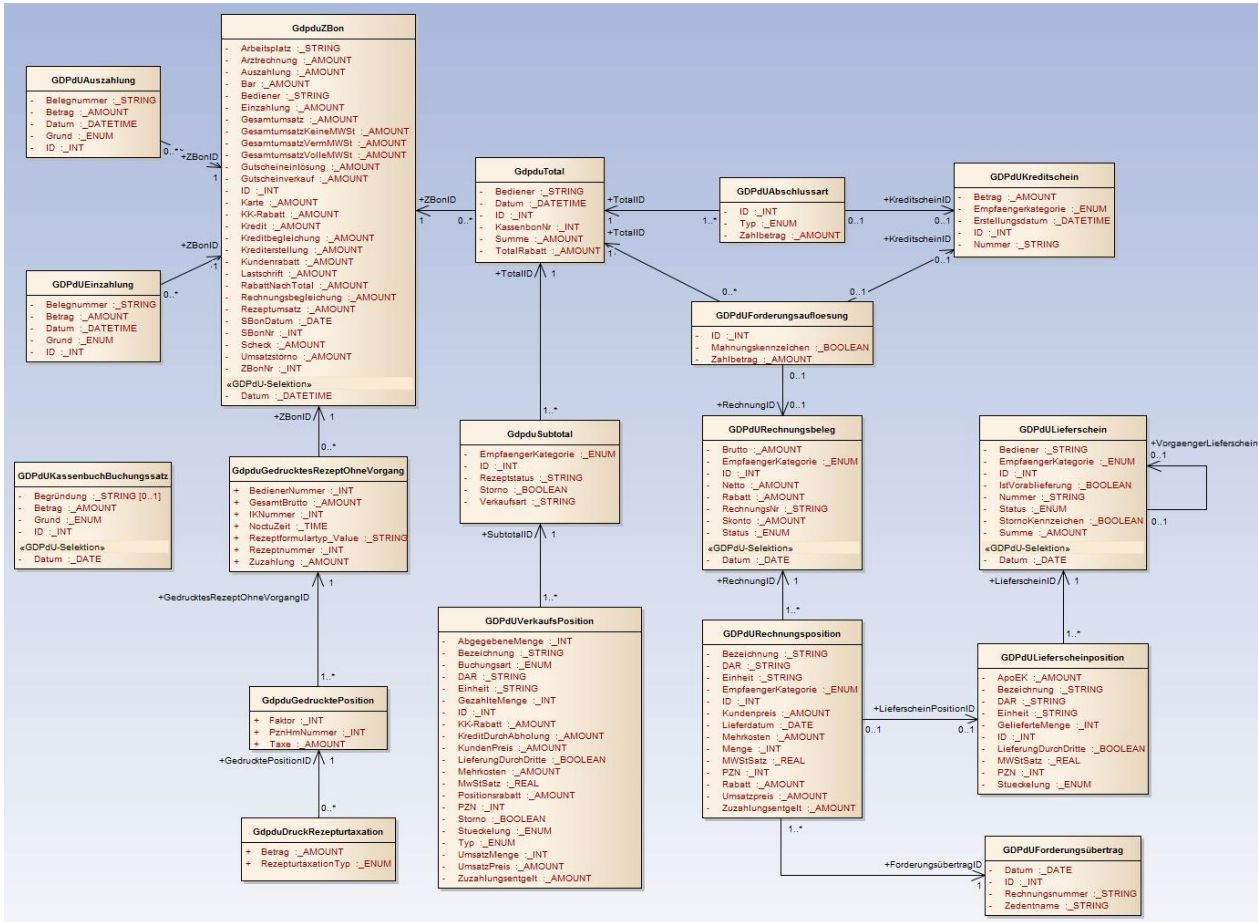 GdpduZBon
- Arbeitsplatz :_STRING
- Arztrechnung :_AMOUNT
- Auszahlung :_AMOUNT
- Bar :_AMOUNT
- Bediener :_STRING
- Einzahlung :_AMOUNT
- Gesamtumsatz :_AMOUNT
- GesamtumsatzKeineMWSt :_AMOUNT
- GesamtumsatzVermMWSt :_AMOUNT
- GesamtumsatzVolleMWSt :_AMOUNT
- Gutscheineinlösung :_AMOUNT
- Gutscheinverkauf :_AMOUNT
- ID :_INT
- Karte :_AMOUNT
- KK-Rabatt :_AMOUNT
- Kredit :_AMOUNT
- Kreditbegleichung :_AMOUNT
- Krediterstellung :_AMOUNT
- Kundenrabatt :_AMOUNT
- Lastschrift :_AMOUNT
- RabattNachTotal :_AMOUNT
- Rechnungsbegleichung :_AMOUNT
- Rezeptumsatz :_AMOUNT
- SBonDatum :_DATE
- SBonNr :_INT
- Scheck :_AMOUNT
- Umsatzstorno :_AMOUNT
- ZBonNr :_INT
«GDPdU-Selektion»
- Datum :_DATETIME
GDPdUAuszahlung
- Belegnummer :_STRING
- Betrag :_AMOUNT
- Datum :_DATETIME
- Grund :_ENUM
- ID :_INT
0..*
+ZBonID
1
GDPdUEinzahlung
- Belegnummer :_STRING
- Betrag :_AMOUNT
- Datum :_DATETIME
- Grund :_ENUM
- ID :_INT
+ZBonID
1
0..*
GdpduTotal
- Bediener :_STRING
- Datum :_DATETIME
- ID :_INT
- KassenbonNr :_INT
- Summe :_AMOUNT
- TotalRabatt :_AMOUNT
+ZBonID
1
0..*
GDPdUAbschlussart
- ID :_INT
- Typ :_ENUM
- Zahlbetrag :_AMOUNT
+TotalID
1
1..*
+TotalID
1
0..*
GDPdUKreditschein
- Betrag :_AMOUNT
- Empfaengerkategorie :_ENUM
- Erstellungsdatum :_DATETIME
- ID :_INT
- Nummer :_STRING
+KreditscheinID
0..1
0..1
+KreditscheinID
0..1
0..1
GDPdUForderungsaufloesung
- ID :_INT
- Mahnungskennzeichen :_BOOLEAN
- Zahlbetrag :_AMOUNT
0..1
+RechnungID
0..1
+TotalID
1
1..*
GdpduSubtotal
- EmpfaengerKategorie :_ENUM
- ID :_INT
- Rezeptstatus :_STRING
- Storno :_BOOLEAN
- Verkaufsart :_STRING
+SubtotalID
1
1..*
GDPdURechnungsbeleg
- Brutto :_AMOUNT
- EmpfaengerKategorie :_ENUM
- ID :_INT
- Netto :_AMOUNT
- Rabatt :_AMOUNT
- RechnungsNr :_STRING
- Skonto :_AMOUNT
- Status :_ENUM
«GDPdU-Selektion»
- Datum :_DATE
+RechnungID
1
1..*
GDPdULieferschein
- Bediener :_STRING
- EmpfaengerKategorie :_ENUM
- ID :_INT
- IstVorablieferung :_BOOLEAN
- Nummer :_STRING
- Status :_ENUM
- StornoKennzeichen :_BOOLEAN
- Summe :_AMOUNT
«GDPdU-Selektion»
- Datum :_DATE
+VorgaengerLieferschein
0..1
0..1
+LieferscheinID
1
1..*
GDPdUKassenbuchBuchungssatz
- Begründung :_STRING [0..1]
- Betrag :_AMOUNT
- Grund :_ENUM
- ID :_INT
«GDPdU-Selektion»
- Datum :_DATE
+ZBonID
1
0..*
GdpduGedrucktesRezeptOhneVorgang
+ BedienerNummer :_INT
+ GesamtBrutto :_AMOUNT
+ IKNummer :_INT
+ NoctuZeit :_TIME
+ Rezeptformulartyp_Value :_STRING
+ Rezeptnummer :_INT
+ Zuzahlung :_AMOUNT
+GedrucktesRezeptOhneVorgangID
1
1..*
GdpduGedrucktePosition
+ Faktor :_INT
+ PznHmNummer :_INT
+ Taxe :_AMOUNT
+GedrucktePositionID
1
0..*
GdpduDruckRezepturtaxation
+ Betrag :_AMOUNT
+ RezepturtaxationTyp :_ENUM
GDPdUVerkaufsPosition
- AbgegebeneMenge :_INT
- Bezeichnung :_STRING
- Buchungsart :_ENUM
- DAR :_STRING
- Einheit :_STRING
- GezahlteMenge :_INT
- ID :_INT
- KK-Rabatt :_AMOUNT
- KreditDurchAbholung :_AMOUNT
- KundenPreis :_AMOUNT
- LieferungDurchDritte :_BOOLEAN
- Mehrkosten :_AMOUNT
- MwStSatz :_REAL
- Positionsrabatt :_AMOUNT
- PZN :_INT
- Storno :_BOOLEAN
- Stueckelung :_ENUM
- Typ :_ENUM
- UmsatzMenge :_INT
- UmsatzPreis :_AMOUNT
- Zuzahlungsentgelt :_AMOUNT
GDPdURechnungsposition
- Bezeichnung :_STRING
- DAR :_STRING
- Einheit :_STRING
- EmpfaengerKategorie :_ENUM
- ID :_INT
- Kundenpreis :_AMOUNT
- Lieferdatum :_DATE
- Mehrkosten :_AMOUNT
- Menge :_INT
- MWStSatz :_REAL
- PZN :_INT
- Rabatt :_AMOUNT
- Umsatzpreis :_AMOUNT
- Zuzahlungsentgelt :_AMOUNT
+LieferscheinPositionID
0..1
0..1
GDPdULieferscheinposition
- ApoEK :_AMOUNT
- Bezeichnung :_STRING
- DAR :_STRING
- Einheit :_STRING
- GelieferteMenge :_INT
- ID :_INT
- LieferungDurchDritte :_BOOLEAN
- MWStSatz :_REAL
- PZN :_INT
- Stueckelung :_ENUM
1..*
+ForderungsübertragID
1
GDPdUForderungsübertrag
- Datum :_DATE
- ID :_INT
- Rechnungsnummer :_STRING
- Zedentname :_STRING